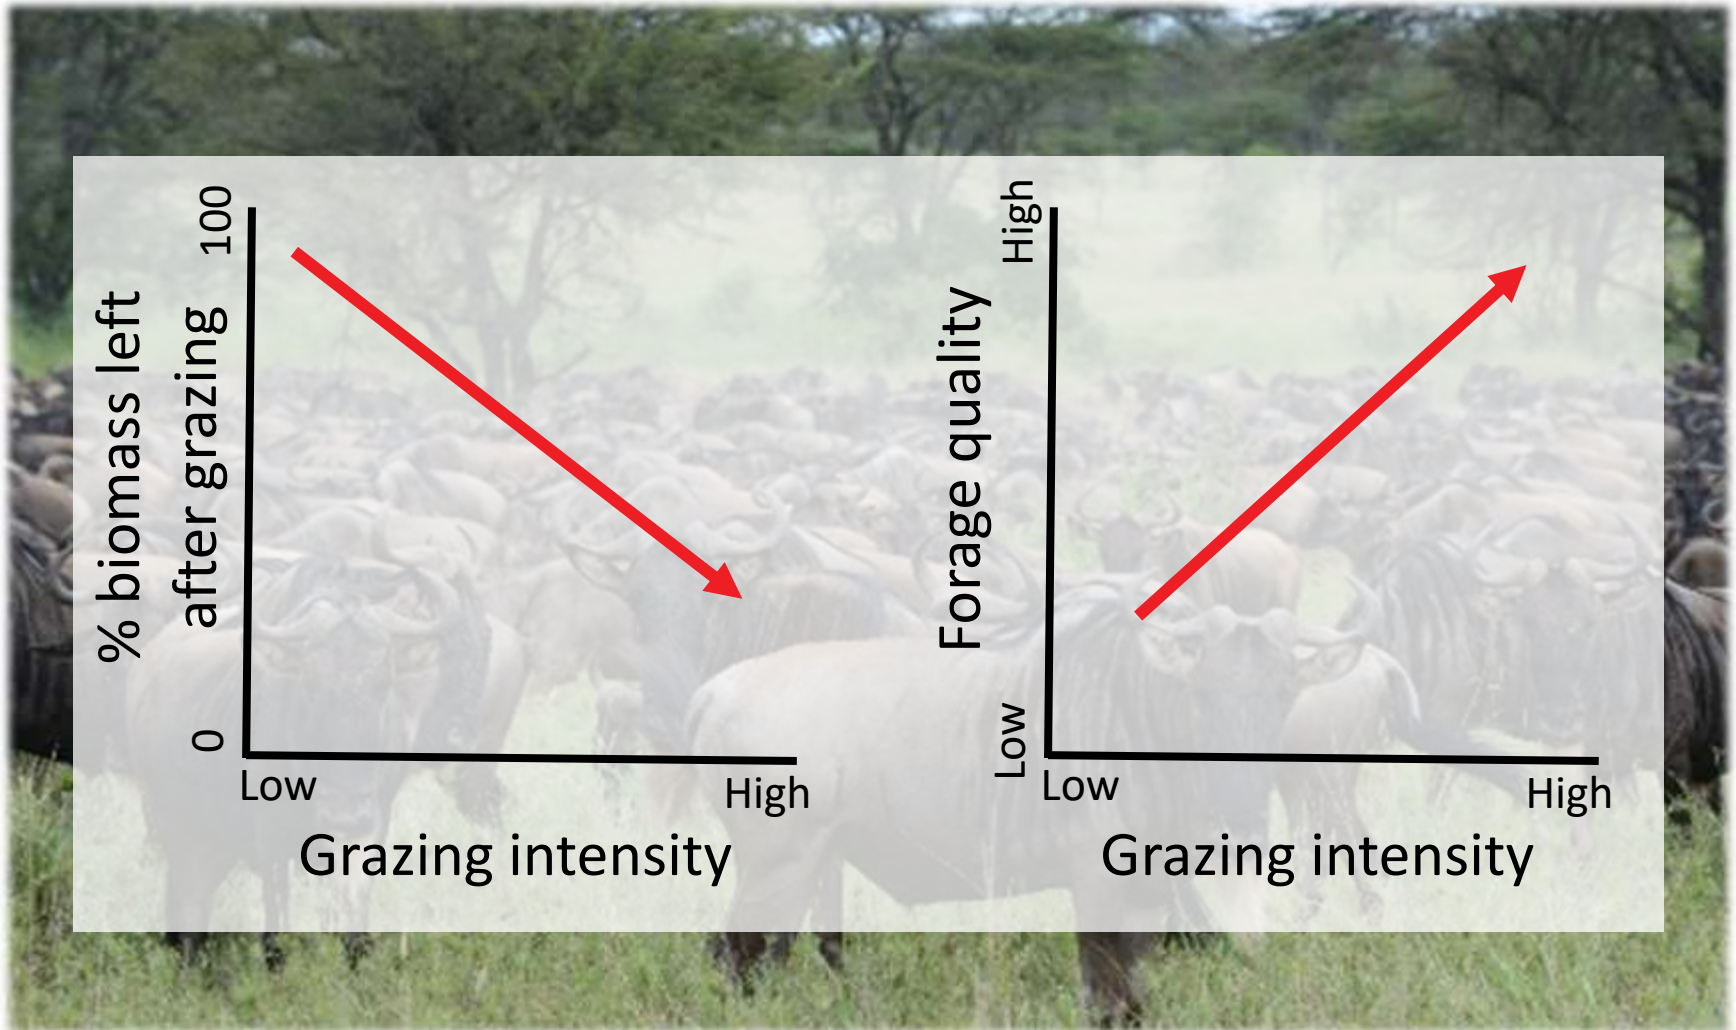 100
% biomass left
after grazing
0
Low
High
Grazing intensity
High
Forage quality
Low
Low
High
Grazing intensity